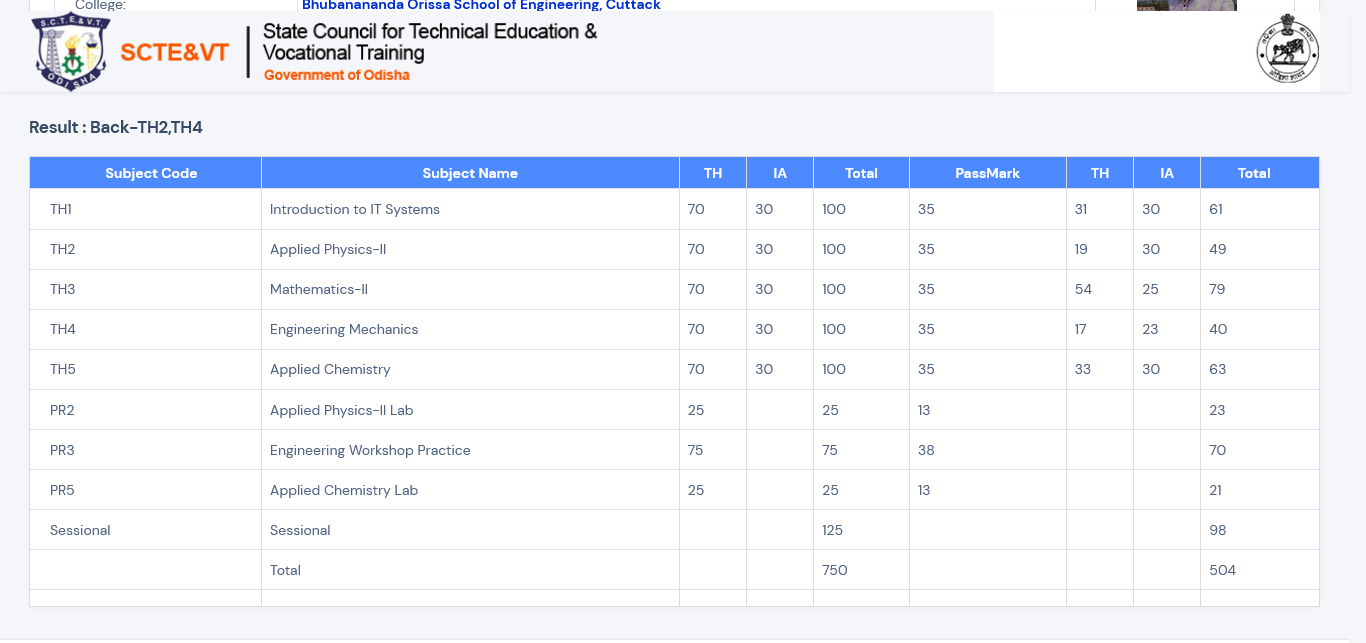 College: Bhubanananda Orissa School of Engineering, Cuttack
S.C.T.E.&V.T.
ODISHA
SCTE&VT
State Council for Technical Education &
Vocational Training
Government of Odisha
Result : Back-TH2,TH4
Subject Code Subject Name TH IA Total PassMark TH IA Total
TH1 Introduction to IT Systems 70 30 100 35 31 30 61
TH2 Applied Physics-II 70 30 100 35 19 30 49
TH3 Mathematics-II 70 30 100 35 54 25 79
TH4 Engineering Mechanics 70 30 100 35 17 23 40
TH5 Applied Chemistry 70 30 100 35 33 30 63
PR2 Applied Physics-II Lab 25 25 13 23
PR3 Engineering Workshop Practice 75 75 38 70
PR5 Applied Chemistry Lab 25 25 13 21
Sessional Sessional 125 98
Total 750 504